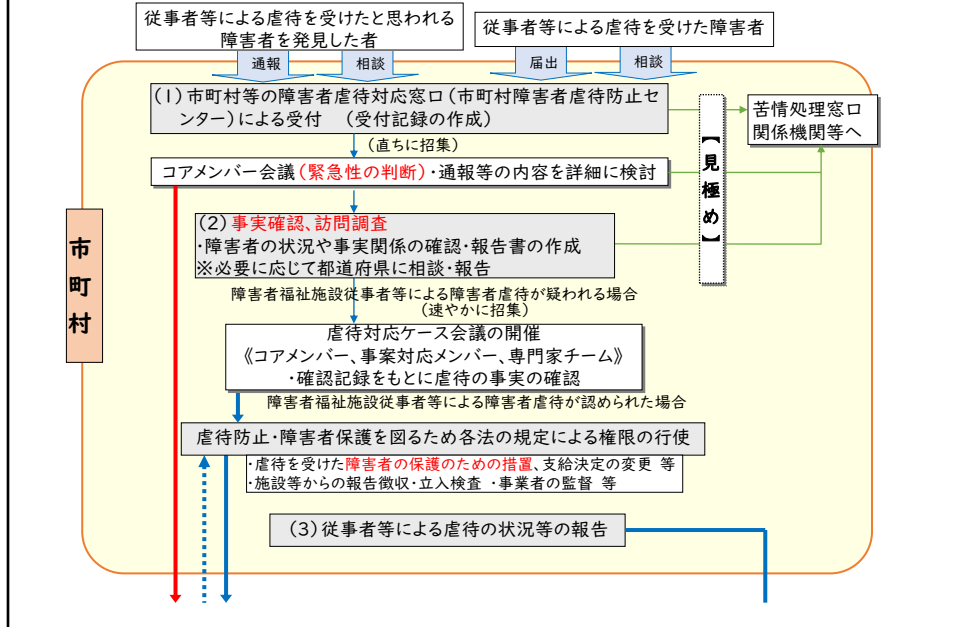 従事者等による虐待を受けたと思われる
障害者を発見した者
従事者等による虐待を受けた障害者
通報
相談
届出
相談
(1)市町村等の障害者虐待対応窓口(市町村障害者虐待防止セ
ンター)による受付 (受付記録の作成)
苦情処理窓口
関係機関等へ
(直ちに招集)
【見極め】
コアメンバー会議(緊急性の判断)・通報等の内容を詳細に検討
(2)事実確認、訪問調査
・障害者の状況や事実関係の確認・報告書の作成
※必要に応じて都道府県に相談・報告
市町村
障害者福祉施設従事者等による障害者虐待が疑われる場合
(速やかに招集)
虐待対応ケース会議の開催
《コアメンバー、事案対応メンバー、専門家チーム》
・確認記録をもとに虐待の事実の確認
障害者福祉施設従事者等による障害者虐待が認められた場合
虐待防止・障害者保護を図るため各法の規定による権限の行使
・虐待を受けた障害者の保護のための措置、支給決定の変更 等
・施設等からの報告徴収・立入検査 ・事業者の監督 等
(3)従事者等による虐待の状況等の報告